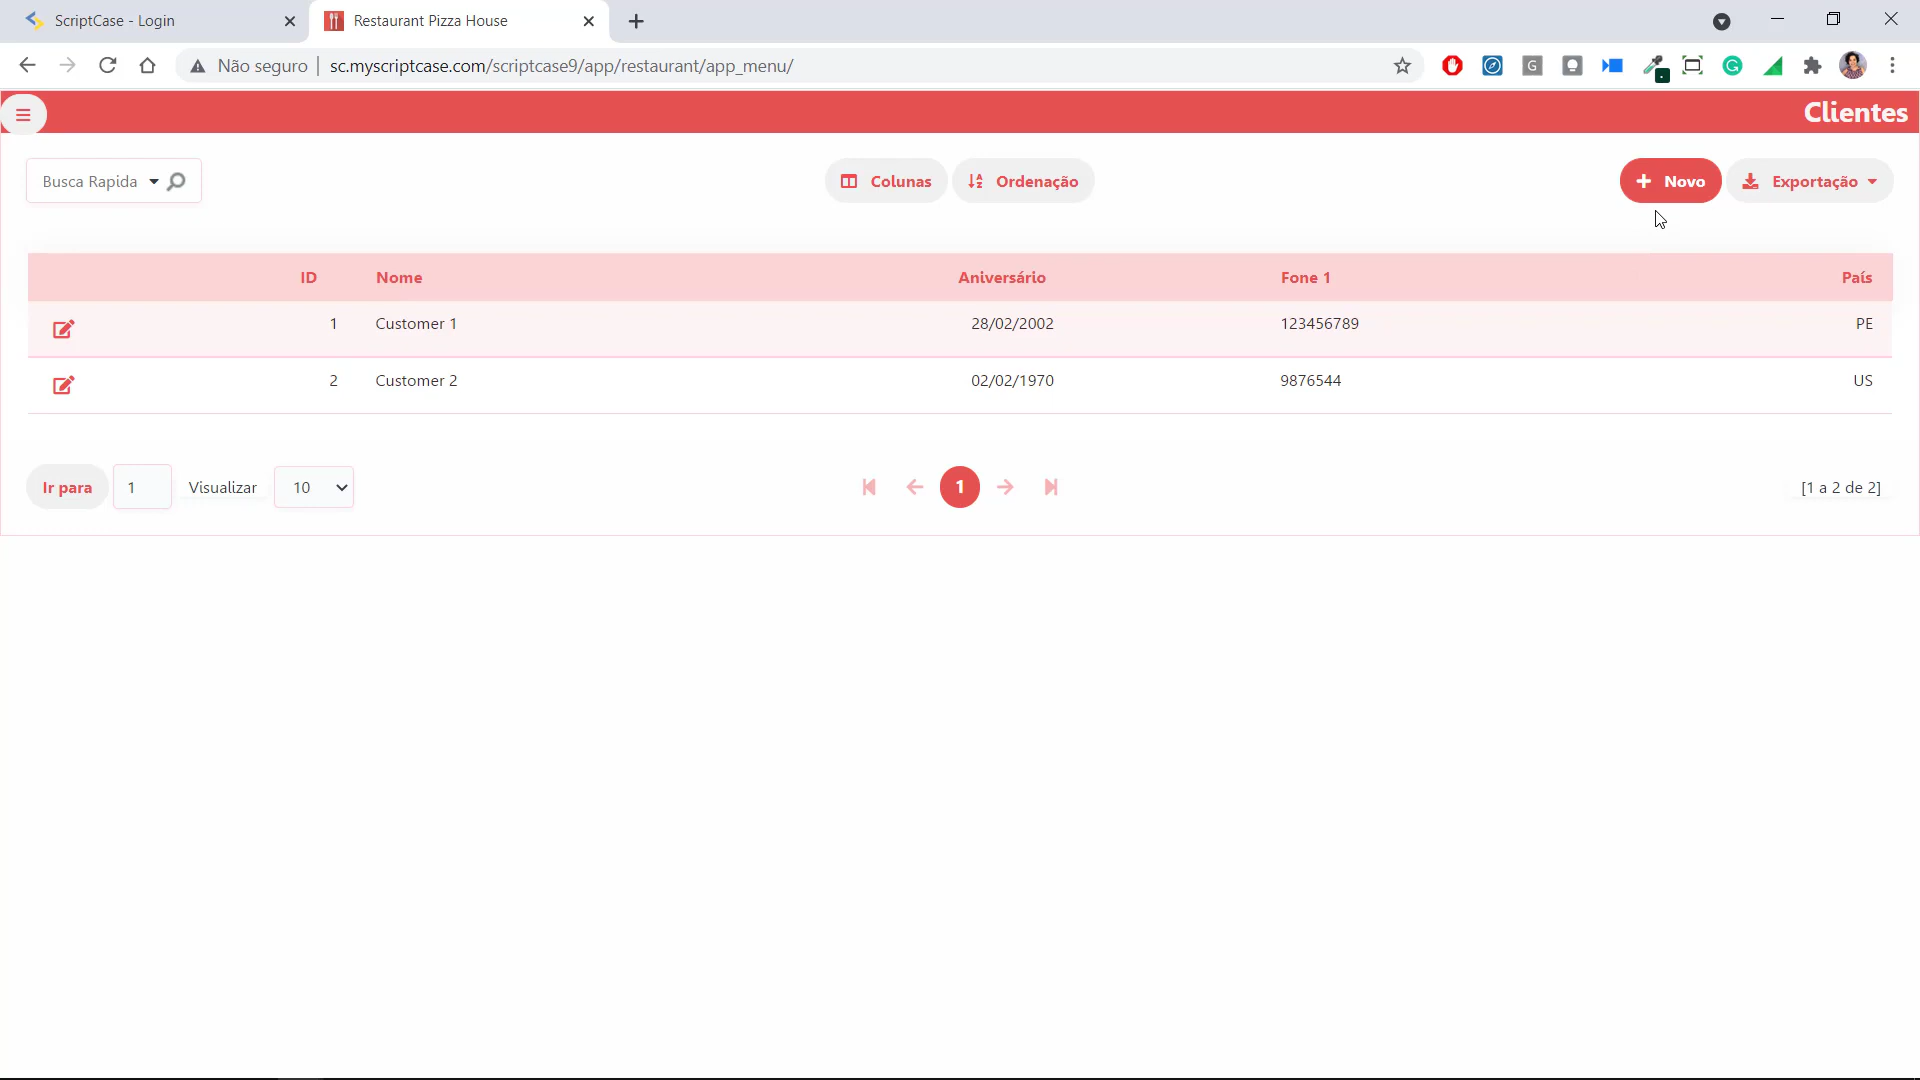 ScriptCase - Login
Restaurant Pizza House
Não seguro | sc.myscriptcase.com/scriptcase9/app/restaurant/app_menu/
Clientes
Busca Rapida
Colunas
Ordenação
Novo
Exportação
ID Nome Aniversário Fone 1 País
1 Customer 1 28/02/2002 123456789 PE
2 Customer 2 02/02/1970 9876544 US
Ir para 1 Visualizar 10 1 [1 a 2 de 2]